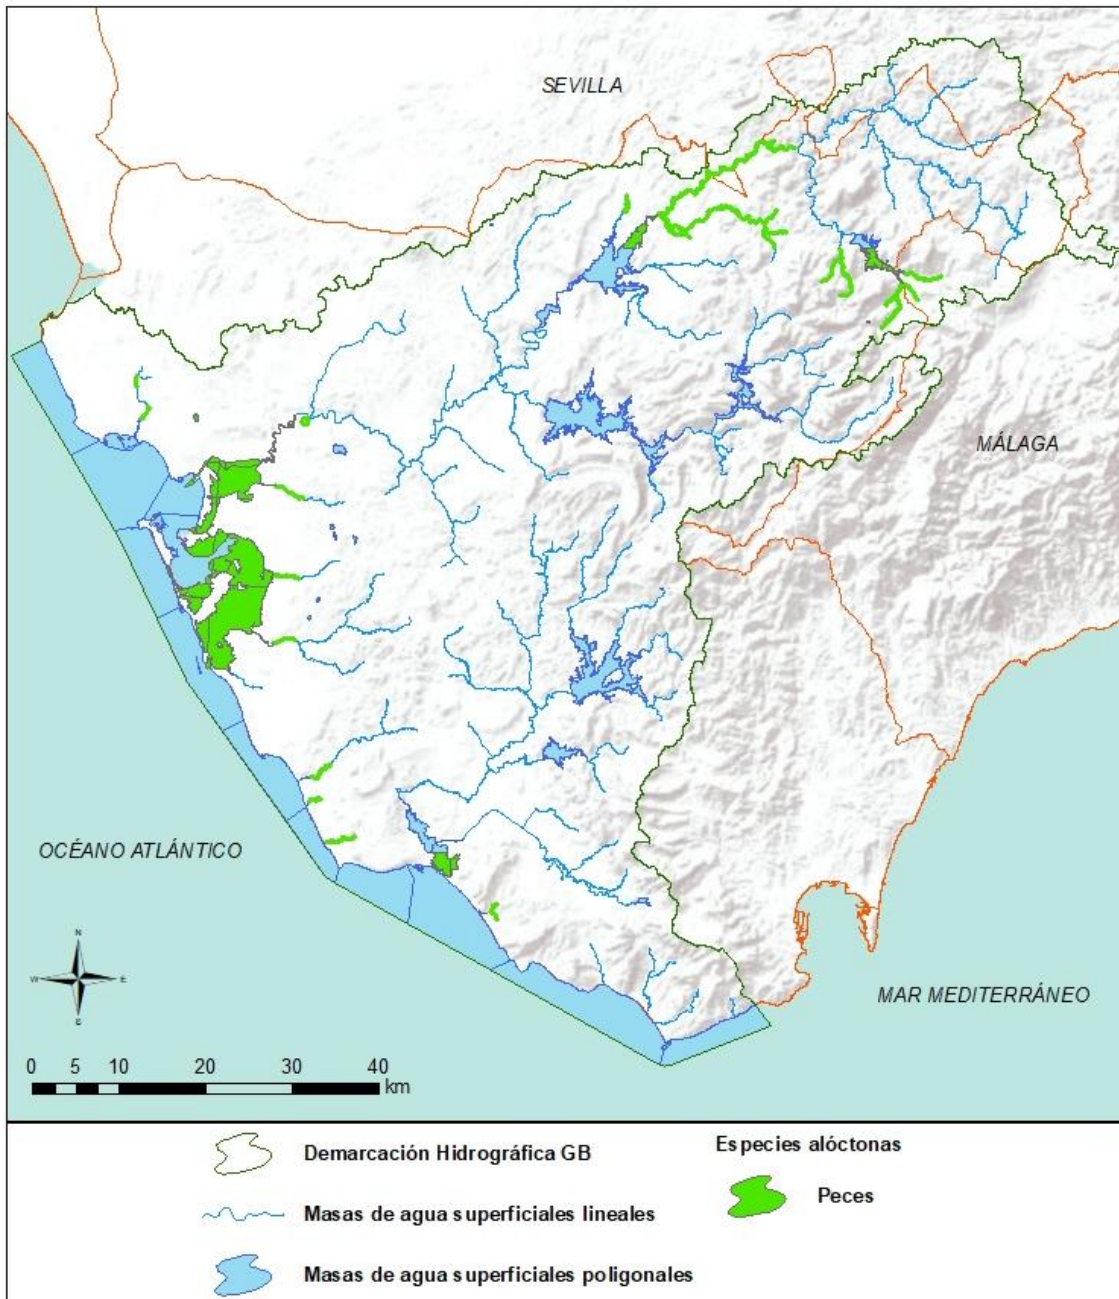 SEVILLA
MÁLAGA
OCÉANO ATLÁNTICO
MAR MEDITERRÁNEO
N
W E
S
0 5 10 20 30 40
km
Demarcación Hidrográfica GB
Masas de agua superficiales lineales
Masas de agua superficiales poligonales
Especies alóctonas
Peces